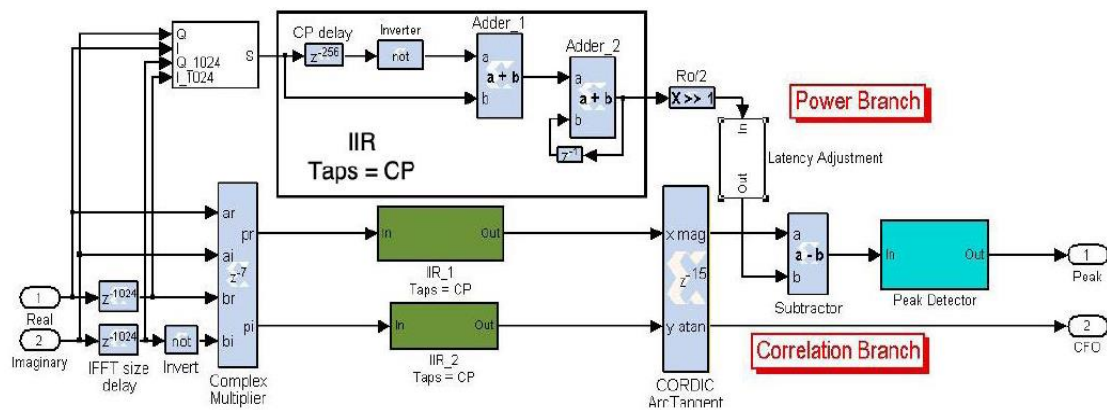 Q
I
Q_1024
I_T024
S
CP delay
z-256
Inverter
not
Adder_1
a
b
a + b
Adder_2
a
b
a + b
z-1
IIR
Taps = CP
Ro/2
X >> 1
Power Branch
In
Out
Latency Adjustment
ar
ai
br
bi
pr
pi
z-7
Complex
Multiplier
1
Real
2
Imaginary
z-1024
z-1024
IFFT size
delay
not
Invert
In
Out
IIR_1
Taps = CP
In
Out
IIR_2
Taps = CP
x mag
z-15
y atan
CORDIC
ArcTangent
a
b
a - b
Subtractor
In
Out
Peak Detector
1
Peak
2
CFO
Correlation Branch